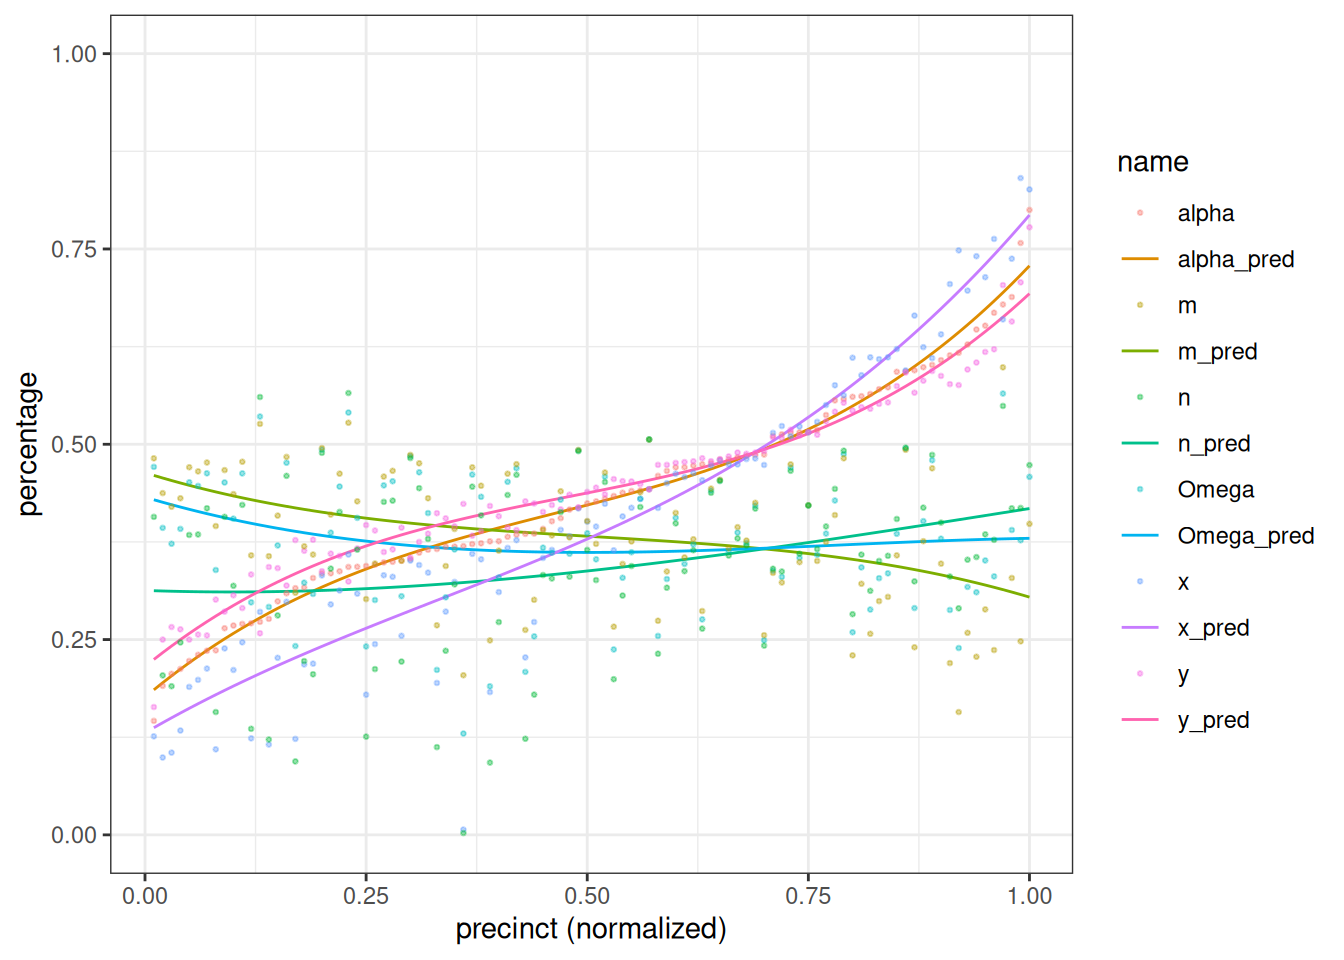 1.00
0.75
0.50
0.25
0.00
percentage
0.00 0.25 0.50 0.75 1.00
precinct (normalized)
name
alpha
alpha_pred
m
m_pred
n
n_pred
Omega
Omega_pred
x
x_pred
y
y_pred